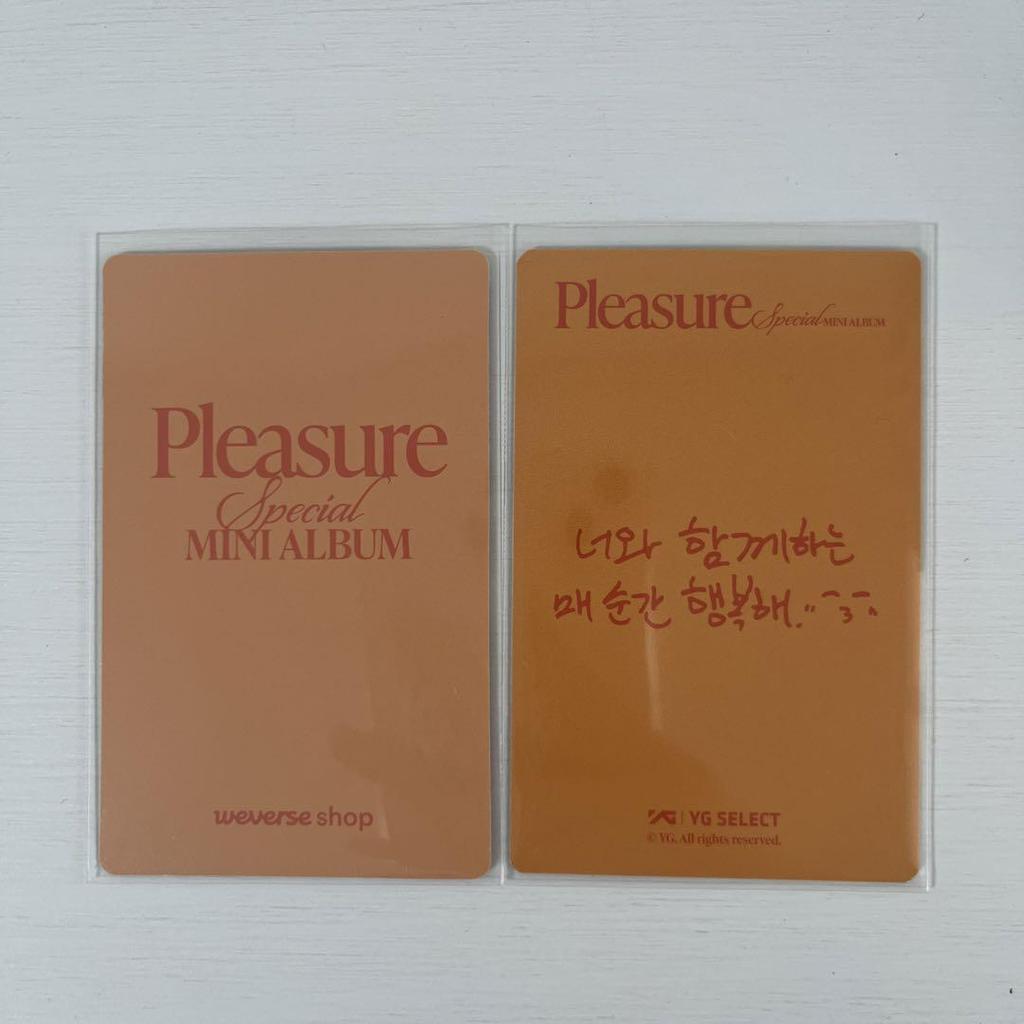 Pleasure
Special
MINI ALBUM
weverse shop
Pleasure Special MINI ALBUM
너와 함께하는
매 순간 행복해..
YG | YG SELECT
© YG. All rights reserved.